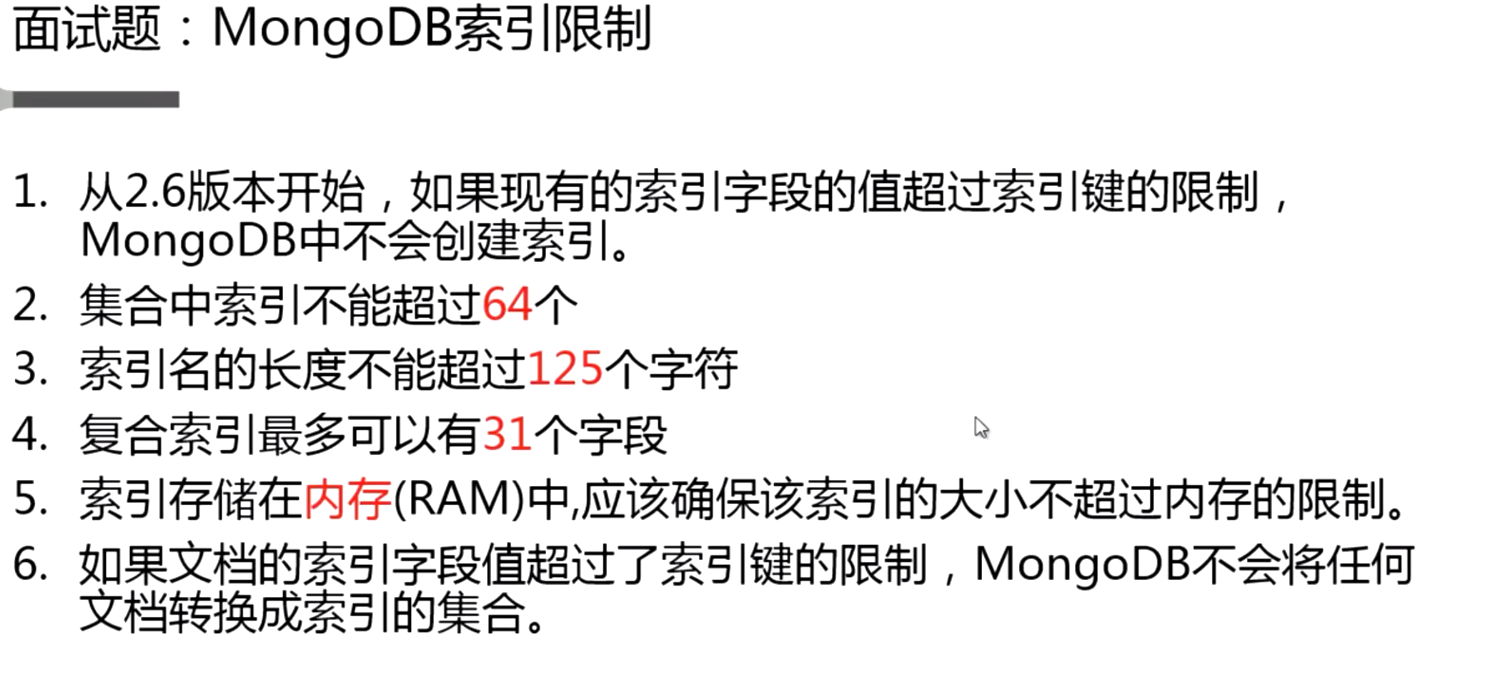 面试题：MongoDB索引限制
1. 从2.6版本开始，如果现有的索引字段的值超过索引键的限制，
MongoDB中不会创建索引。
2. 集合中索引不能超过64个
3. 索引名的长度不能超过125个字符
4. 复合索引最多可以有31个字段
5. 索引存储在内存(RAM)中,应该确保该索引的大小不超过内存的限制。
6. 如果文档的索引字段值超过了索引键的限制，MongoDB不会将任何
文档转换成索引的集合。